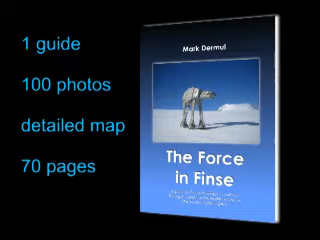 1 guide
100 photos
detailed map
70 pages
Mark Dermul
The Force
in Finse